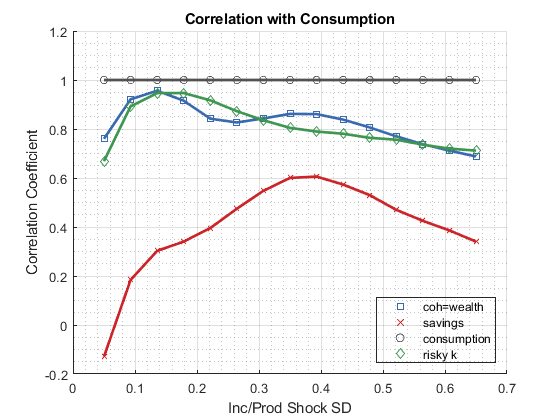 Correlation with Consumption
1.2
1
0.8
0.6
0.4
0.2
0
-0.2
Correlation Coefficient
0 0.1 0.2 0.3 0.4 0.5 0.6 0.7
Inc/Prod Shock SD
coh=wealth
savings
consumption
risky k